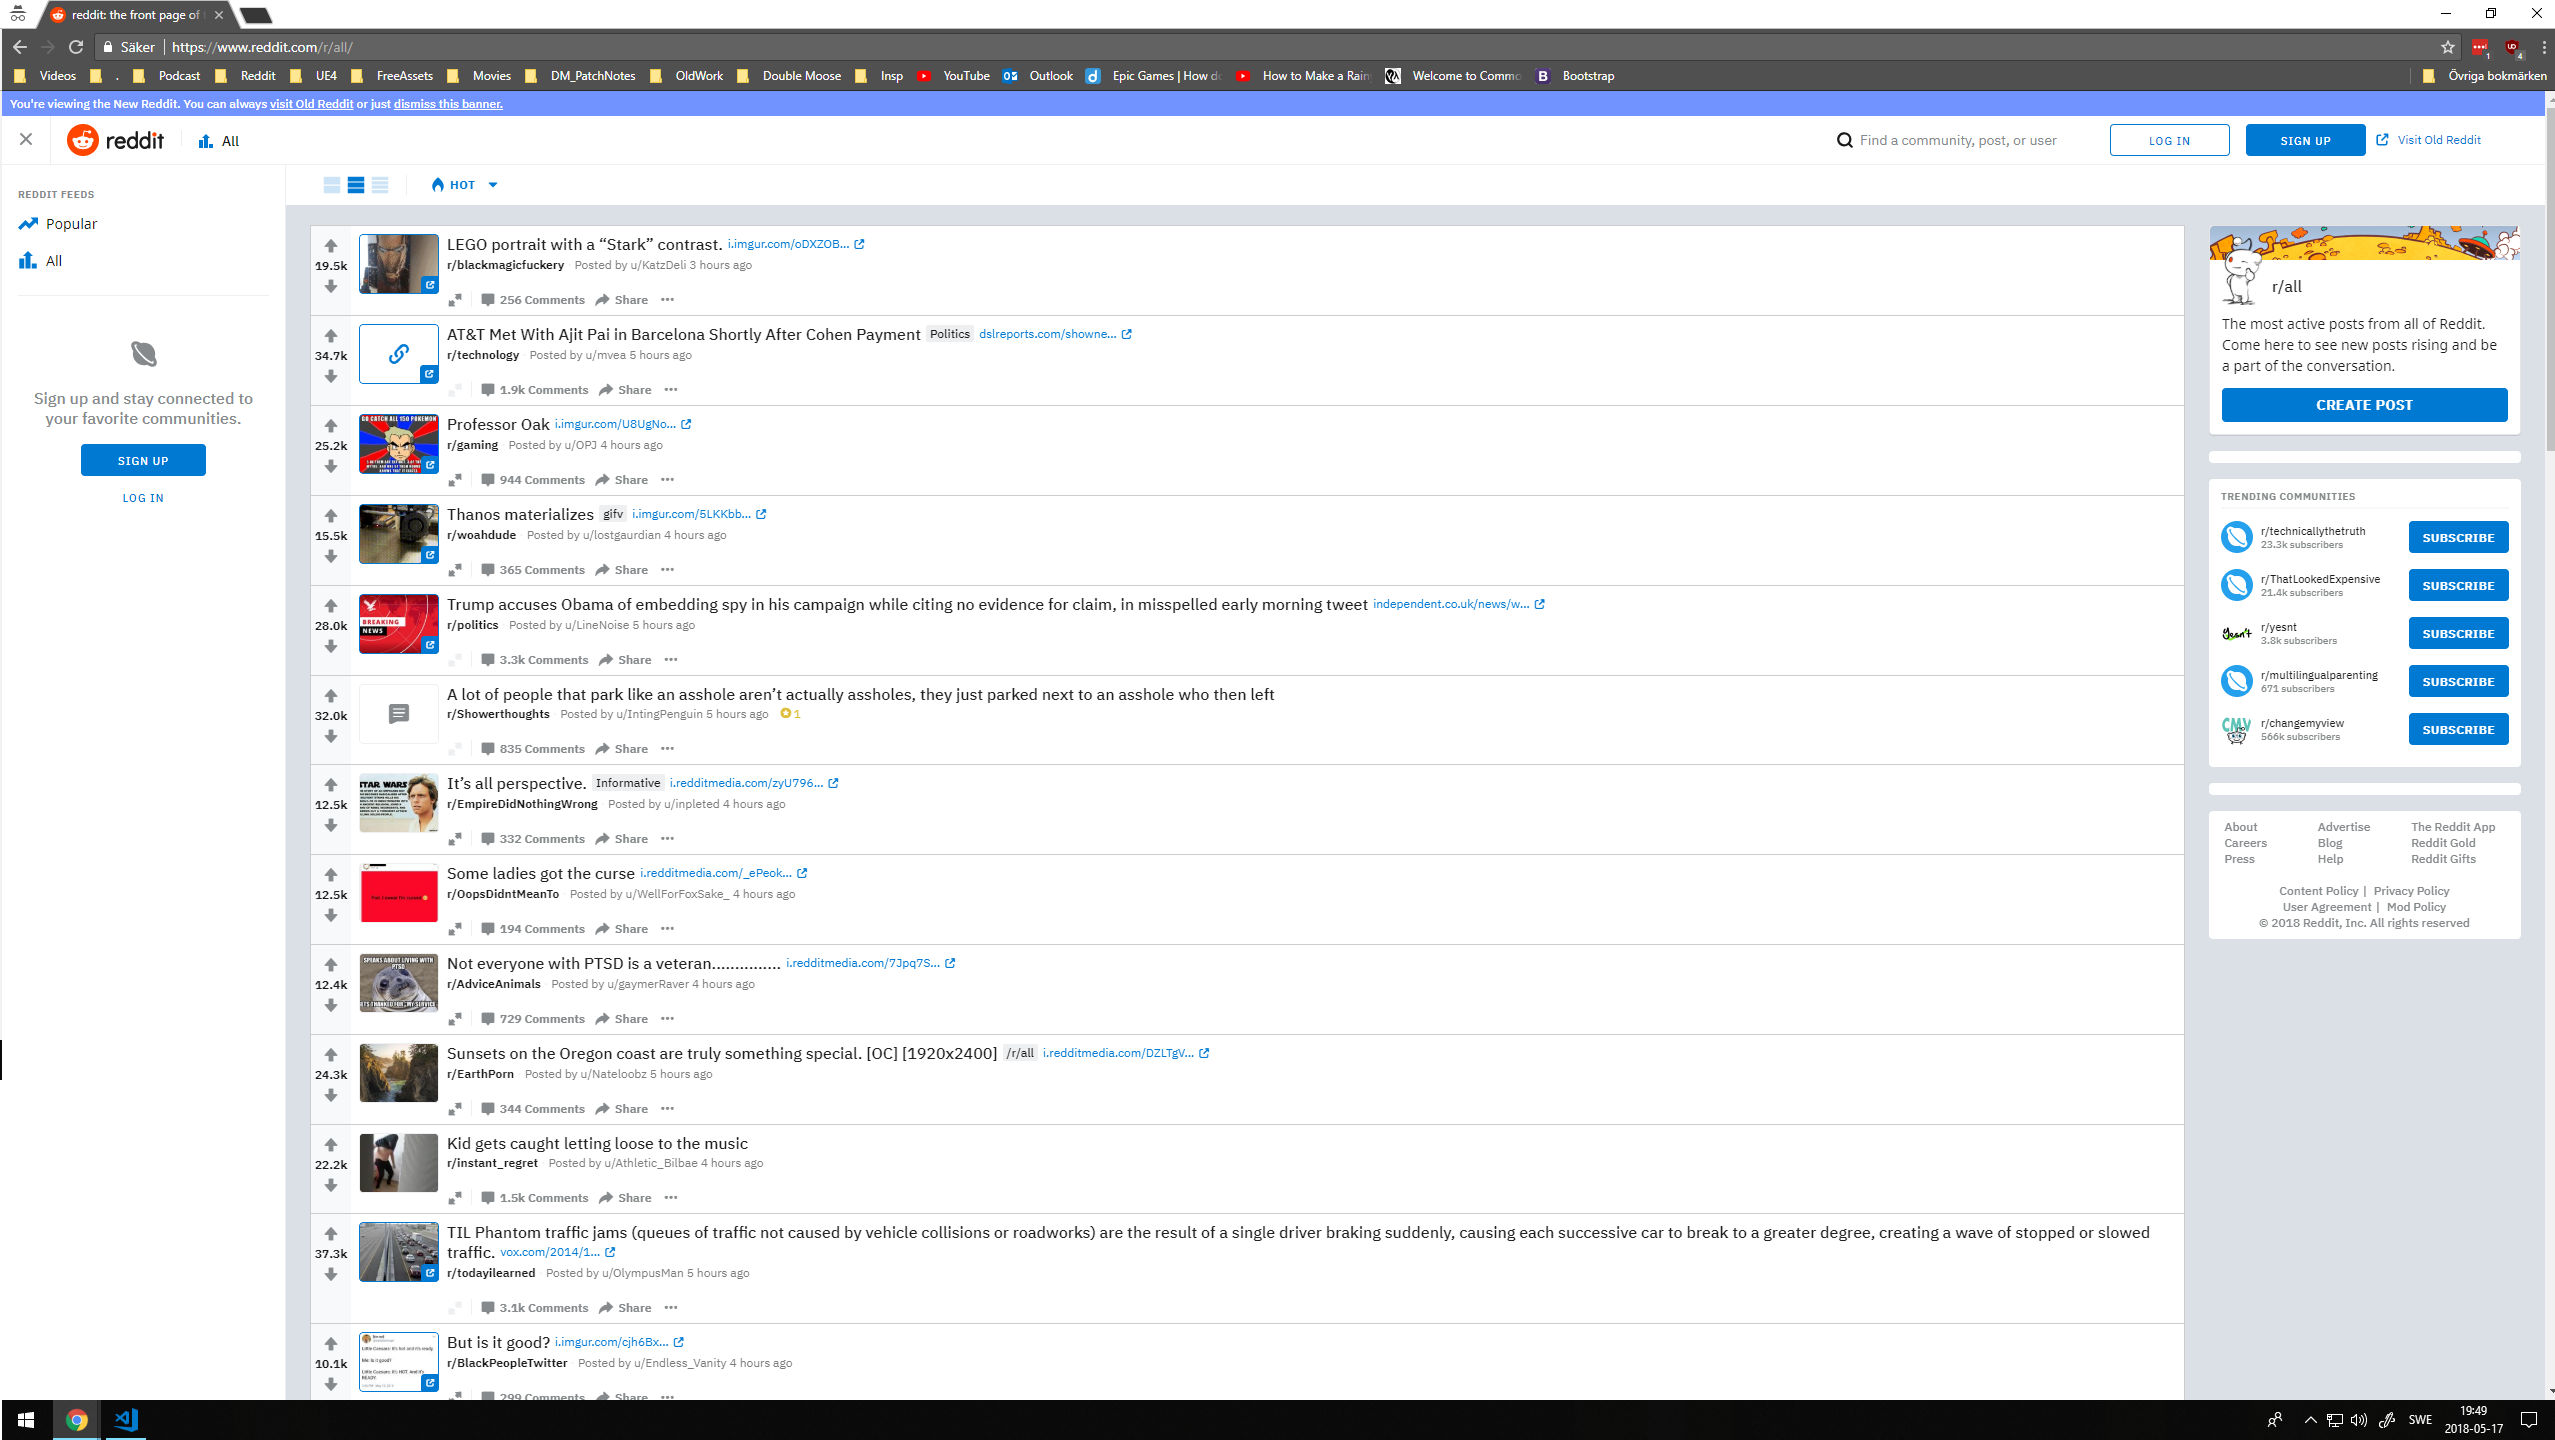 reddit: the front page of
Säker https://www.reddit.com/r/all/
Videos . Podcast Reddit UE4 FreeAssets Movies DM_PatchNotes OldWork Double Moose Insp YouTube Outlook Epic Games | How Welcome to How to Make a Bootstrap Övriga bokmärken
You're viewing the New Reddit. You can always visit Old Reddit or just dismiss this banner.
reddit All Find a community, post, or user LOG IN SIGN UP Visit Old Reddit
REDDIT FEEDS
Popular
All
Sign up and stay connected to
your favorite communities.
SIGN UP
LOG IN
HOT
LEGO portrait with a “Stark” contrast. i.imgur.com/oDXZOB...
19.5k
r/blackmagicfuckery Posted by u/KatzDeli 3 hours ago
256 Comments Share
AT&T Met With Ajit Pai in Barcelona Shortly After Cohen Payment Politics dslreports.com/showne...
34.7k
r/technology Posted by u/mvea 5 hours ago
1.9k Comments Share
GO CATCH ALL 150 POKEMON
Professor Oak i.imgur.com/U8UgNo...
25.2k
r/gaming Posted by u/OPJ 4 hours ago
944 Comments Share
Thanos materializes gifv i.imgur.com/5LKKbb...
15.5k
r/woahdude Posted by u/lostgaurdian 4 hours ago
365 Comments Share
BREAKING
NEWS
Trump accuses Obama of embedding spy in his campaign while citing no evidence for claim, in misspelled early morning tweet independent.co.uk/news/w...
28.0k
r/politics Posted by u/LineNoise 5 hours ago
3.3k Comments Share
A lot of people that park like an asshole aren’t actually assholes, they just parked next to an asshole who then left
32.0k
r/Showerthoughts Posted by u/IntingPenguin 5 hours ago 1
835 Comments Share
STAR WARS
It’s all perspective. Informative i.redditmedia.com/zyU796...
12.5k
r/EmpireDidNothingWrong Posted by u/inpleted 4 hours ago
332 Comments Share
Some ladies got the curse i.redditmedia.com/_ePeok...
12.5k
r/OopsDidntMeanTo Posted by u/WellForFoxSake_ 4 hours ago
194 Comments Share
SPEAKS ABOUT LIVING WITH
PTSD
GETS THANKED FOR "MY SERVICE"
Not everyone with PTSD is a veteran............... i.redditmedia.com/7Jpq7S...
12.4k
r/AdviceAnimals Posted by u/gaymerRaver 4 hours ago
729 Comments Share
Sunsets on the Oregon coast are truly something special. [OC] [1920x2400] /r/all i.redditmedia.com/DZLTgV...
24.3k
r/EarthPorn Posted by u/Nateloobz 5 hours ago
344 Comments Share
Kid gets caught letting loose to the music
22.2k
r/instant_regret Posted by u/Athletic_Bilbae 4 hours ago
1.5k Comments Share
TIL Phantom traffic jams (queues of traffic not caused by vehicle collisions or roadworks) are the result of a single driver braking suddenly, causing each successive car to break to a greater degree, creating a wave of stopped or slowed
traffic. vox.com/2014/1...
37.3k
r/todayilearned Posted by u/OlympusMan 5 hours ago
3.1k Comments Share
But is it good? i.imgur.com/cjh6Bx...
10.1k
r/BlackPeopleTwitter Posted by u/Endless_Vanity 4 hours ago
299 Comments Share
r/all
The most active posts from all of Reddit.
Come here to see new posts rising and be
a part of the conversation.
CREATE POST
TRENDING COMMUNITIES
r/technicallythetruth
23.3k subscribers
SUBSCRIBE
r/ThatLookedExpensive
21.4k subscribers
SUBSCRIBE
yesn't
r/yesnt
3.8k subscribers
SUBSCRIBE
r/multilingualparenting
671 subscribers
SUBSCRIBE
CMV
r/changemyview
566k subscribers
SUBSCRIBE
About Advertise The Reddit App
Careers Blog Reddit Gold
Press Help Reddit Gifts
Content Policy | Privacy Policy
User Agreement | Mod Policy
© 2018 Reddit, Inc. All rights reserved
SWE 19:49
2018-05-17